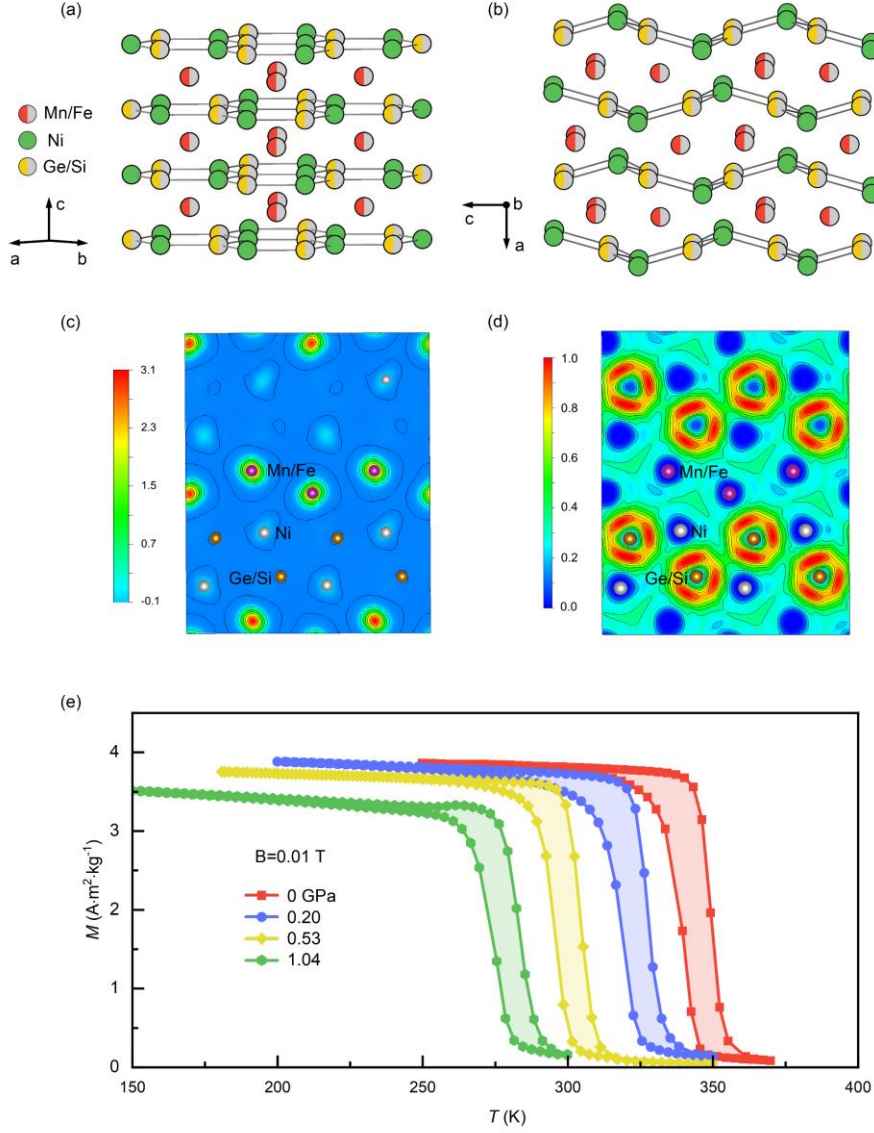 (a)
(b)
Mn/Fe
Ni
Ge/Si
c
a
b
c
b
a
(c)
(d)
3.1
2.3
1.5
0.7
-0.1
Mn/Fe
Ni
Ge/Si
1.0
0.8
0.6
0.4
0.2
0.0
Mn/Fe
Ni
Ge/Si
(e)
M (A·m²·kg⁻¹)
4
3
2
1
0
B=0.01 T
0 GPa
0.20
0.53
1.04
150
200
250
300
350
400
T (K)